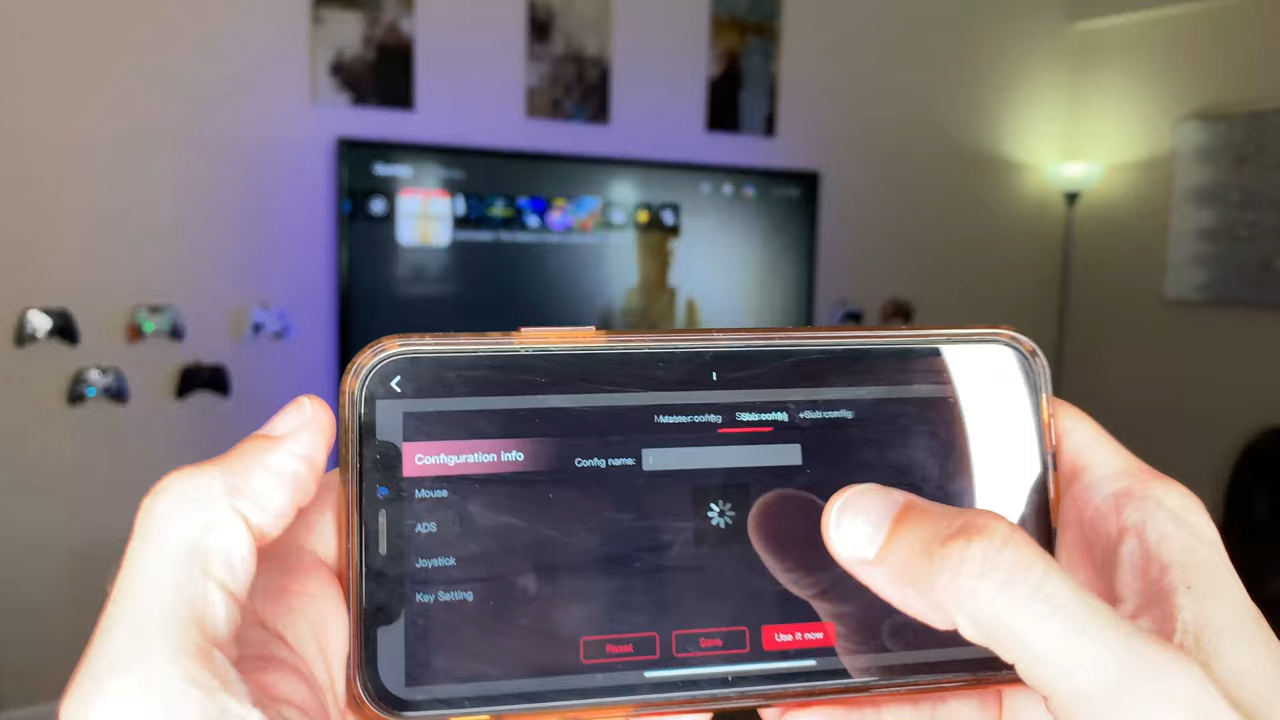 Master config Sub config +Sub config
Configuration info
Config name:
Mouse
ADS
Joystick
Key Setting
Reset Save Use it now